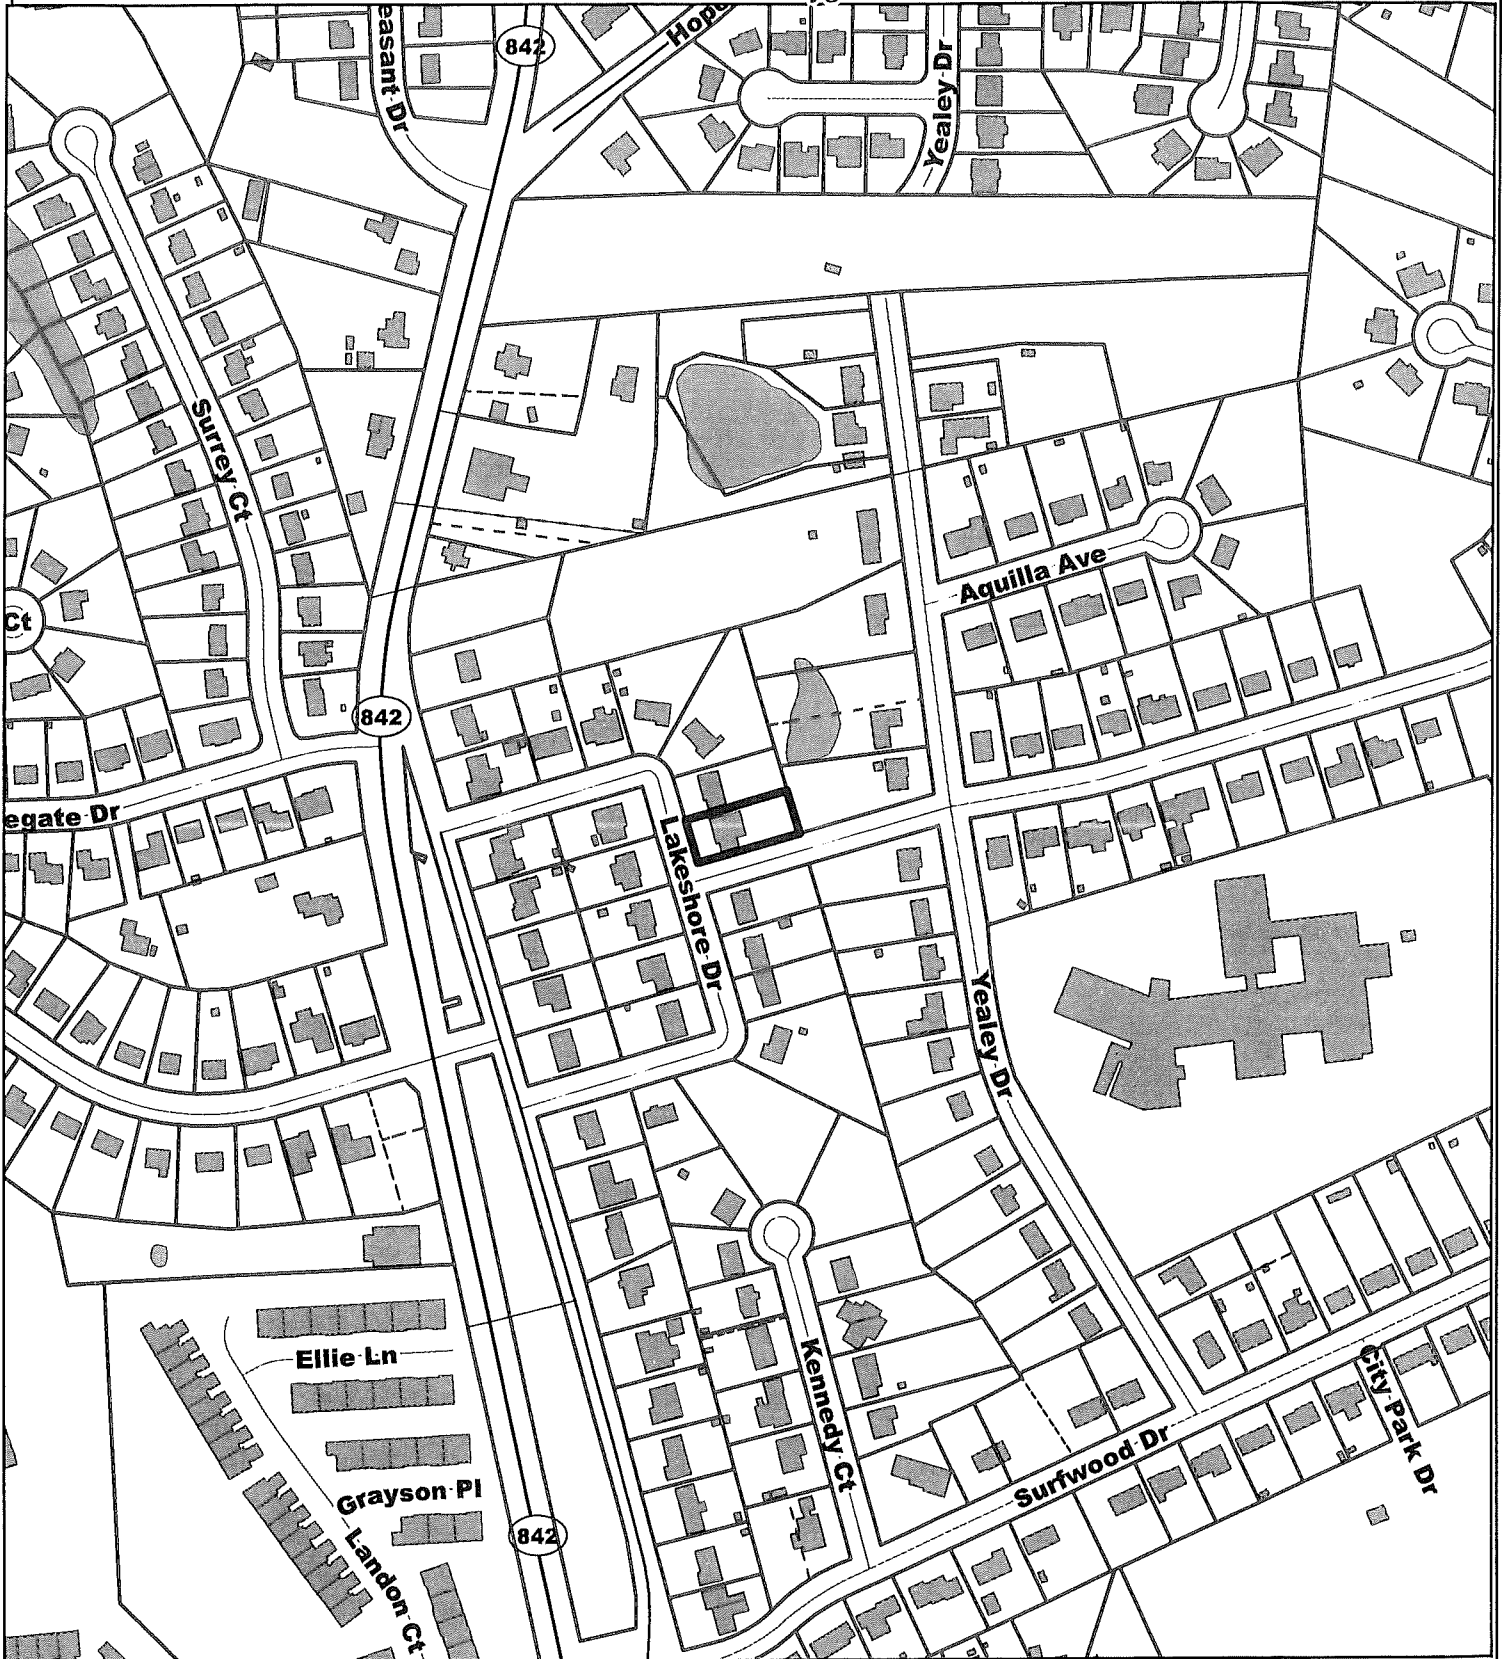 842
Hope
easant Dr
Yealey Dr
Surrey Ct
Aquilla Ave
Ct
842
egate Dr
Lakeshore Dr
Yealey Dr
Ellie Ln
Kennedy Ct
City Park Dr
Surfwood Dr
Grayson Pl
842
Landon Ct